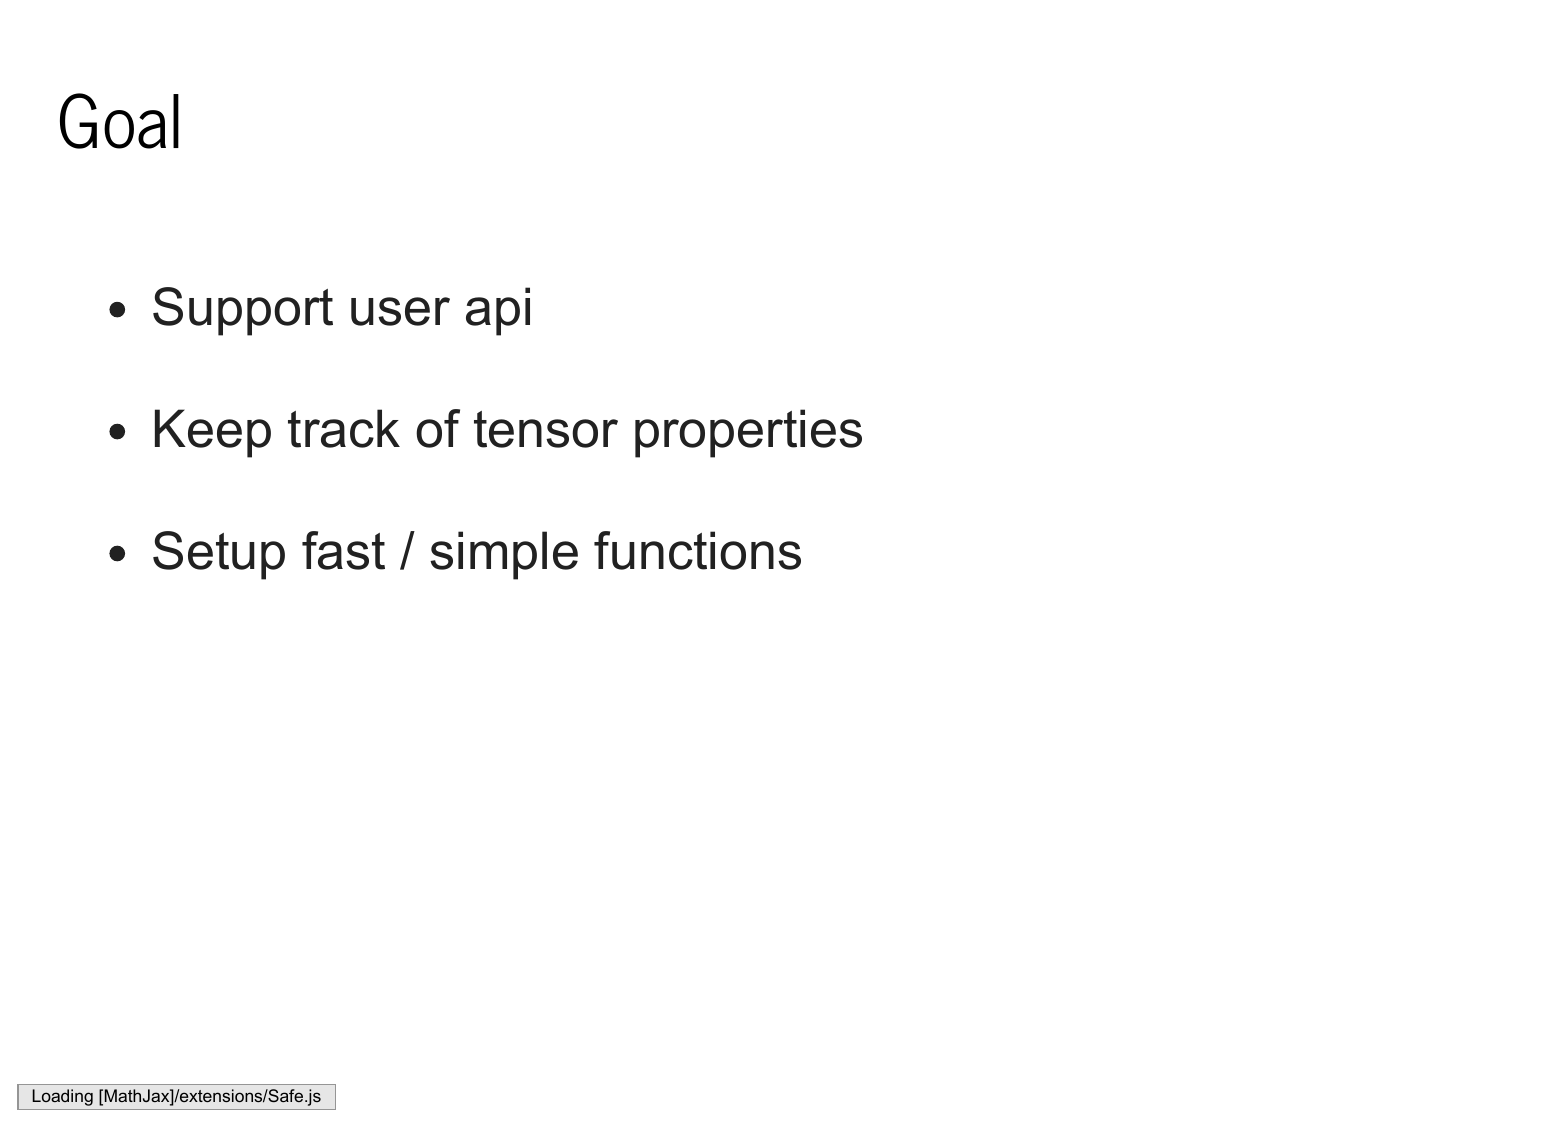 Goal
Support user api
Keep track of tensor properties
Setup fast / simple functions
Loading [MathJax]/extensions/Safe.js